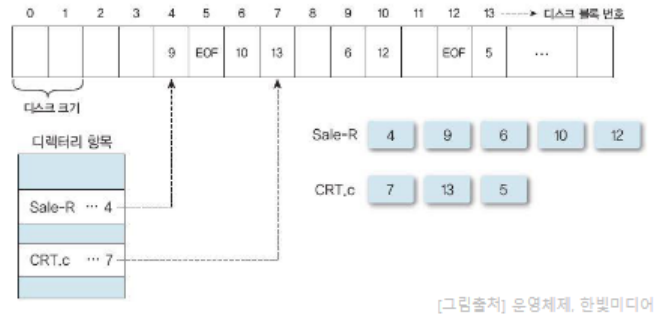 0 1 2 3 4 5 6 7 8 9 10 11 12 13 디스크 블록 번호
9 EOF 10 13 6 12 EOF 5 ...
디스크 크기
디렉터리 항목
Sale-R ... 4
CRT.c ... 7
Sale-R 4 9 6 10 12
CRT.c 7 13 5
[그림출처] 운영체제, 한빛미디어